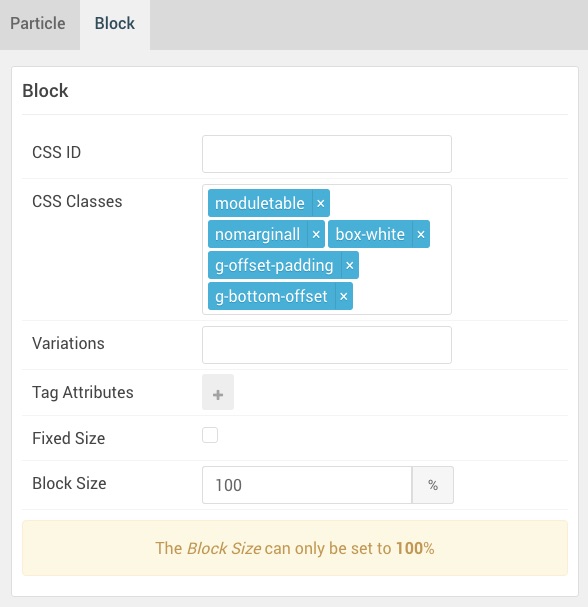 Particle Block
Block
CSS ID
CSS Classes
moduletable ×
nomarginall × box-white ×
g-offset-padding ×
g-bottom-offset ×
Variations
Tag Attributes +
Fixed Size
Block Size 100 %
The Block Size can only be set to 100%